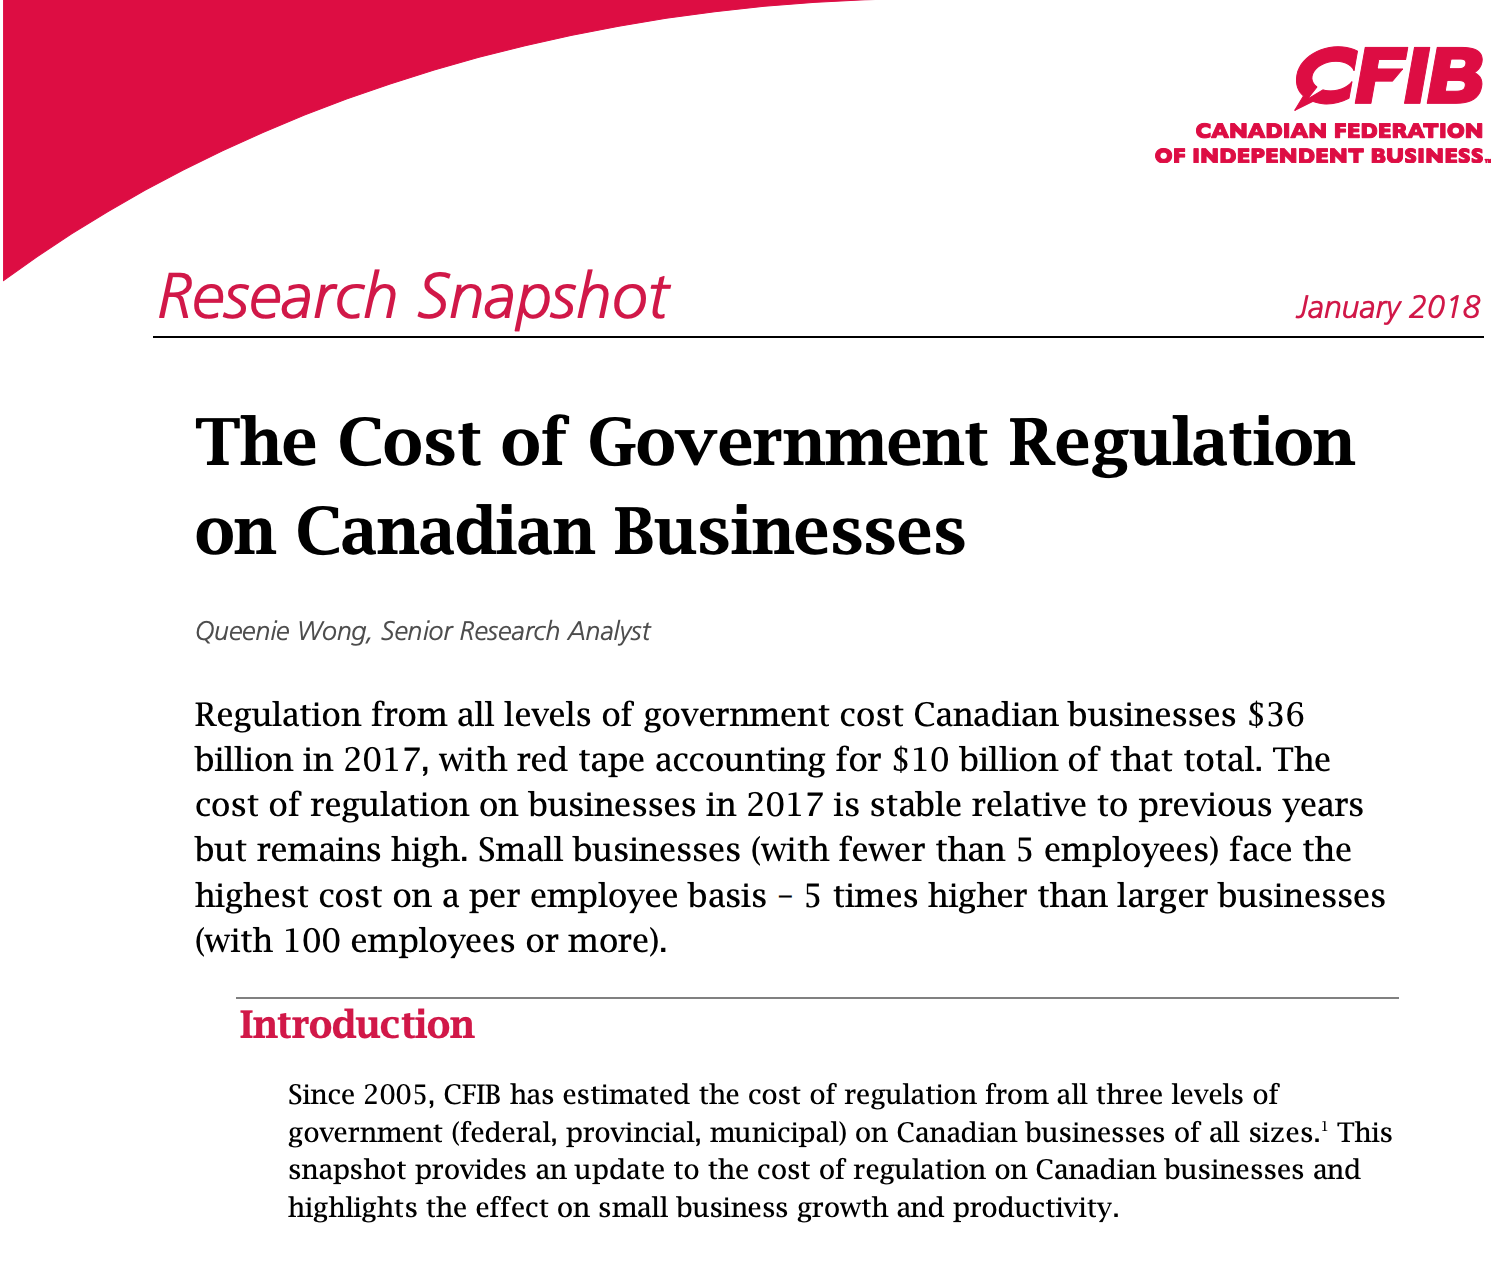 CFIB
CANADIAN FEDERATION
OF INDEPENDENT BUSINESS™
Research Snapshot
January 2018
The Cost of Government Regulation
on Canadian Businesses
Queenie Wong, Senior Research Analyst
Regulation from all levels of government cost Canadian businesses $36
billion in 2017, with red tape accounting for $10 billion of that total. The
cost of regulation on businesses in 2017 is stable relative to previous years
but remains high. Small businesses (with fewer than 5 employees) face the
highest cost on a per employee basis – 5 times higher than larger businesses
(with 100 employees or more).
Introduction
Since 2005, CFIB has estimated the cost of regulation from all three levels of
government (federal, provincial, municipal) on Canadian businesses of all sizes.¹ This
snapshot provides an update to the cost of regulation on Canadian businesses and
highlights the effect on small business growth and productivity.